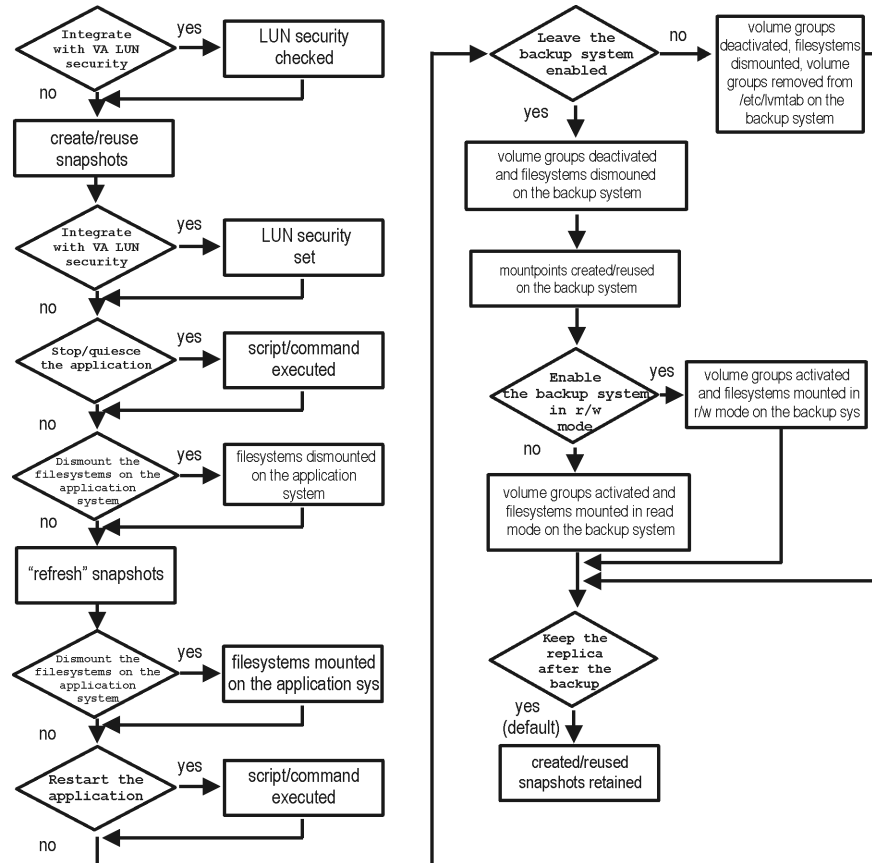 Integrate
with VA LUN
security
yes
LUN security
checked
no
create/reuse
snapshots
Integrate
with VA LUN
security
yes
LUN security
set
no
Stop/quiesce
the application
yes
script/command
executed
no
Dismount the
filesystems on the
application
system
yes
filesystems dismounted
on the application
system
no
“refresh” snapshots
Dismount the
filesystems on the
application
system
yes
filesystems mounted
on the application sys
no
Restart the
application
yes
script/command
executed
no
Leave the
backup system
enabled
no
volume groups
deactivated, filesystems
dismounted, volume
groups removed from
/etc/lvmtab on the
backup system
yes
volume groups deactivated
and filesystems dismouned
on the backup system
mountpoints created/reused
on the backup system
Enable
the backup system
in r/w
mode
yes
volume groups activated
and filesystems mounted in
r/w mode on the backup sys
no
volume groups activated and
filesystems mounted in read
mode on the backup system
Keep the
replica
after the
backup
yes
(default)
created/reused
snapshots retained